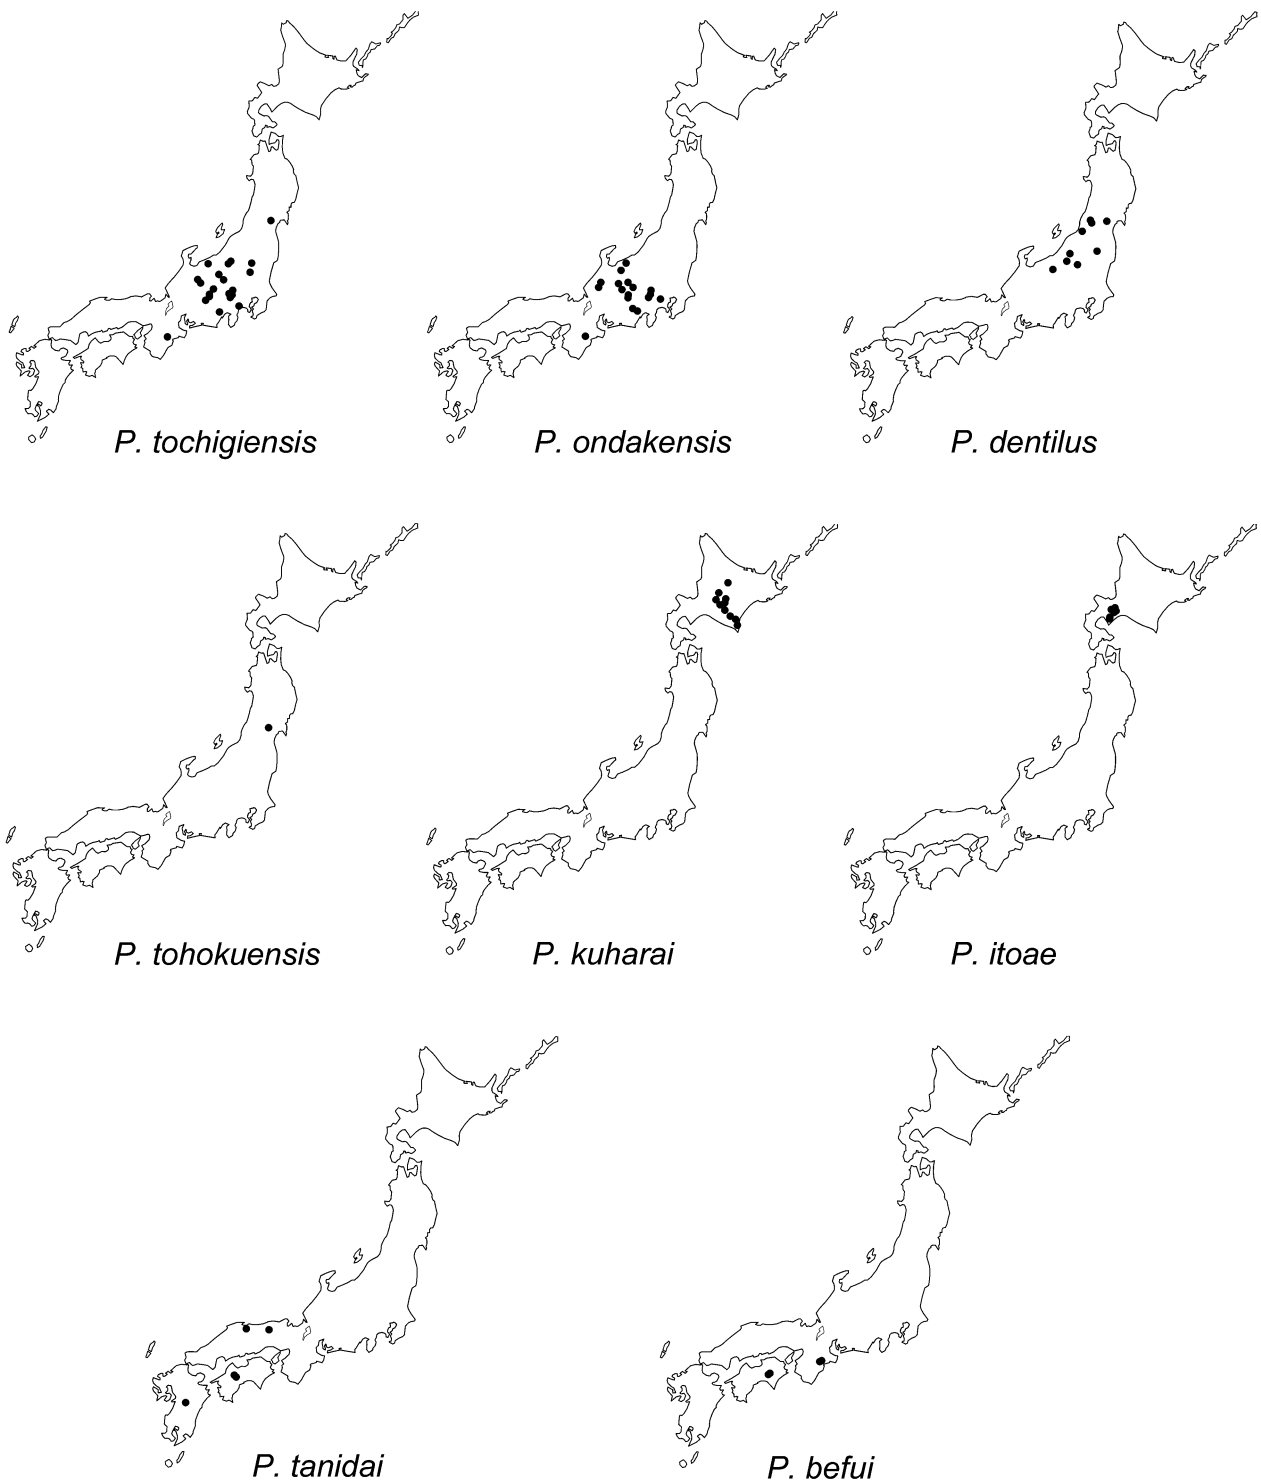 P. tochigiensis
P. ondakensis
P. dentilus
P. tohokuensis
P. kuharai
P. itoae
P. tanidai
P. befui